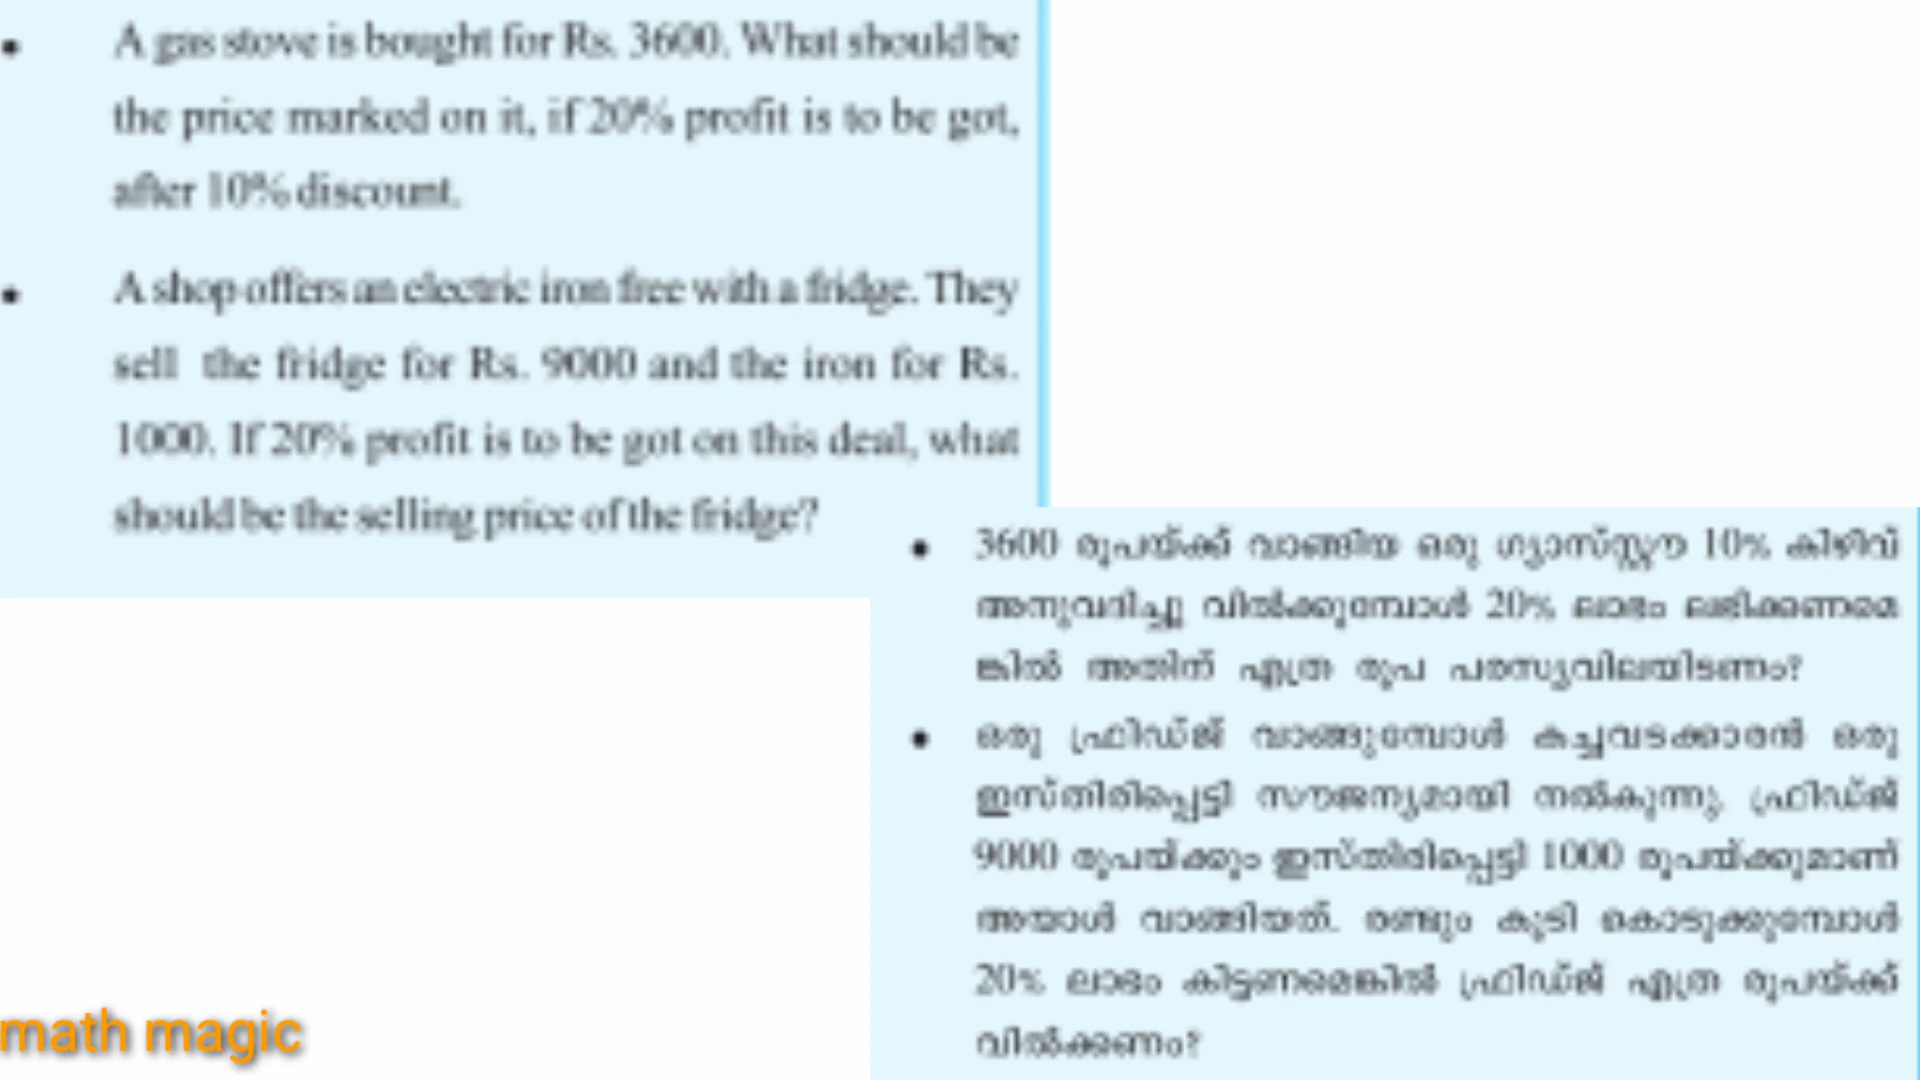 • A gas stove is bought for Rs. 3600. What should be
the price marked on it, if 20% profit is to be got,
after 10% discount.
• A shop offers an electric iron free with a fridge. They
sell the fridge for Rs. 9000 and the iron for Rs.
1000. If 20% profit is to be got on this deal, what
should be the selling price of the fridge?
• 3600 രൂപയ്ക്ക് വാങ്ങിയ ഒരു ഗ്യാസ്സ്റ്റൗ 10% കിഴിവ്
അനുവദിച്ചു വിൽക്കുമ്പോൾ 20% ലാഭം ലഭിക്കണമെ
ങ്കിൽ അതിന് എത്ര രൂപ പരസ്യവിലയിടണം?
• ഒരു ഫ്രിഡ്ജ് വാങ്ങുമ്പോൾ കച്ചവടക്കാരൻ ഒരു
ഇസ്തിരിപ്പെട്ടി സൗജന്യമായി നൽകുന്നു. ഫ്രിഡ്ജ്
9000 രൂപയ്ക്കും ഇസ്തിരിപ്പെട്ടി 1000 രൂപയ്ക്കുമാണ്
അയാൾ വാങ്ങിയത്. രണ്ടും കൂടി കൊടുക്കുമ്പോൾ
20% ലാഭം കിട്ടണമെങ്കിൽ ഫ്രിഡ്ജ് എത്ര രൂപയ്ക്ക്
വിൽക്കണം?
math magic